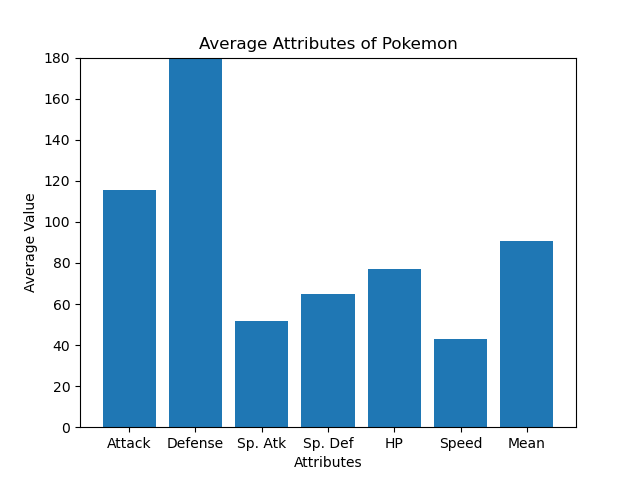 Average Attributes of Pokemon
180
160
140
120
100
80
60
40
20
0
Average Value
Attack Defense Sp. Atk Sp. Def HP Speed Mean
Attributes